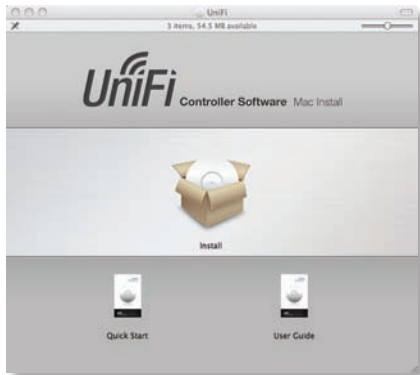 UniFi
3 items, 54.5 MB available
UniFi Controller Software Mac Install
Install
Quick Start
User Guide